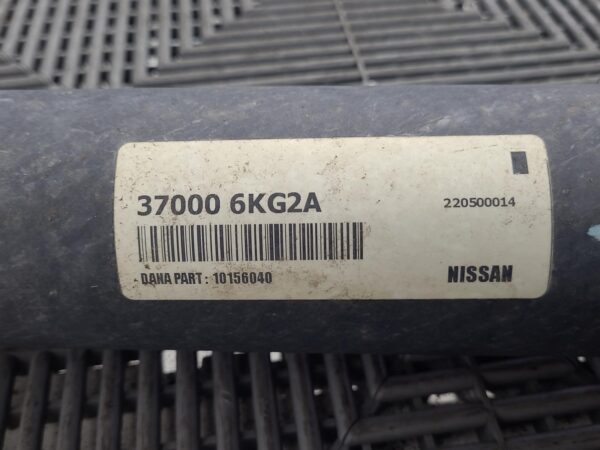 37000 6KG2A
220500014
DANA PART : 10156040
NISSAN